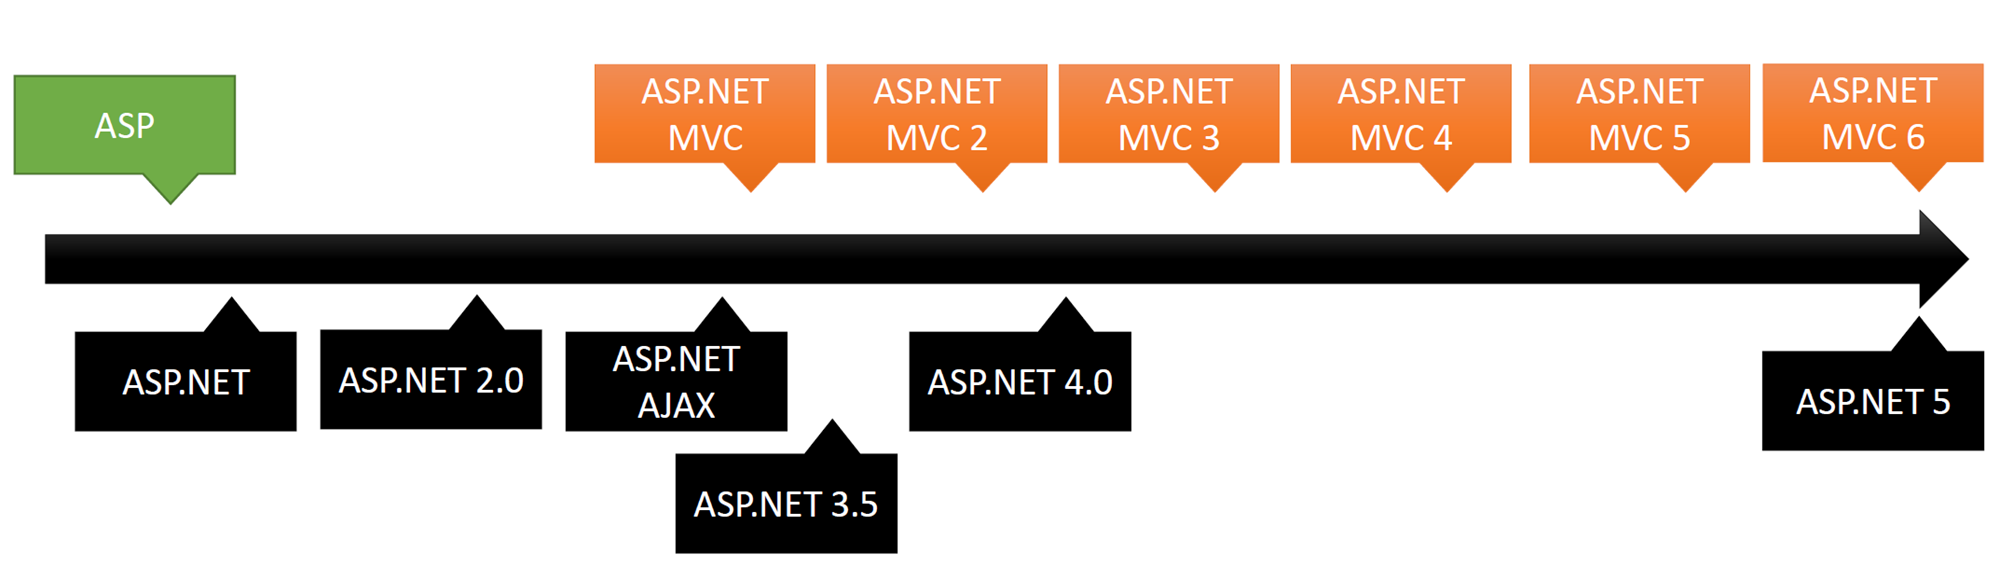 ASP
ASP.NET
MVC
ASP.NET
MVC 2
ASP.NET
MVC 3
ASP.NET
MVC 4
ASP.NET
MVC 5
ASP.NET
MVC 6
ASP.NET
ASP.NET 2.0
ASP.NET
AJAX
ASP.NET 3.5
ASP.NET 4.0
ASP.NET 5